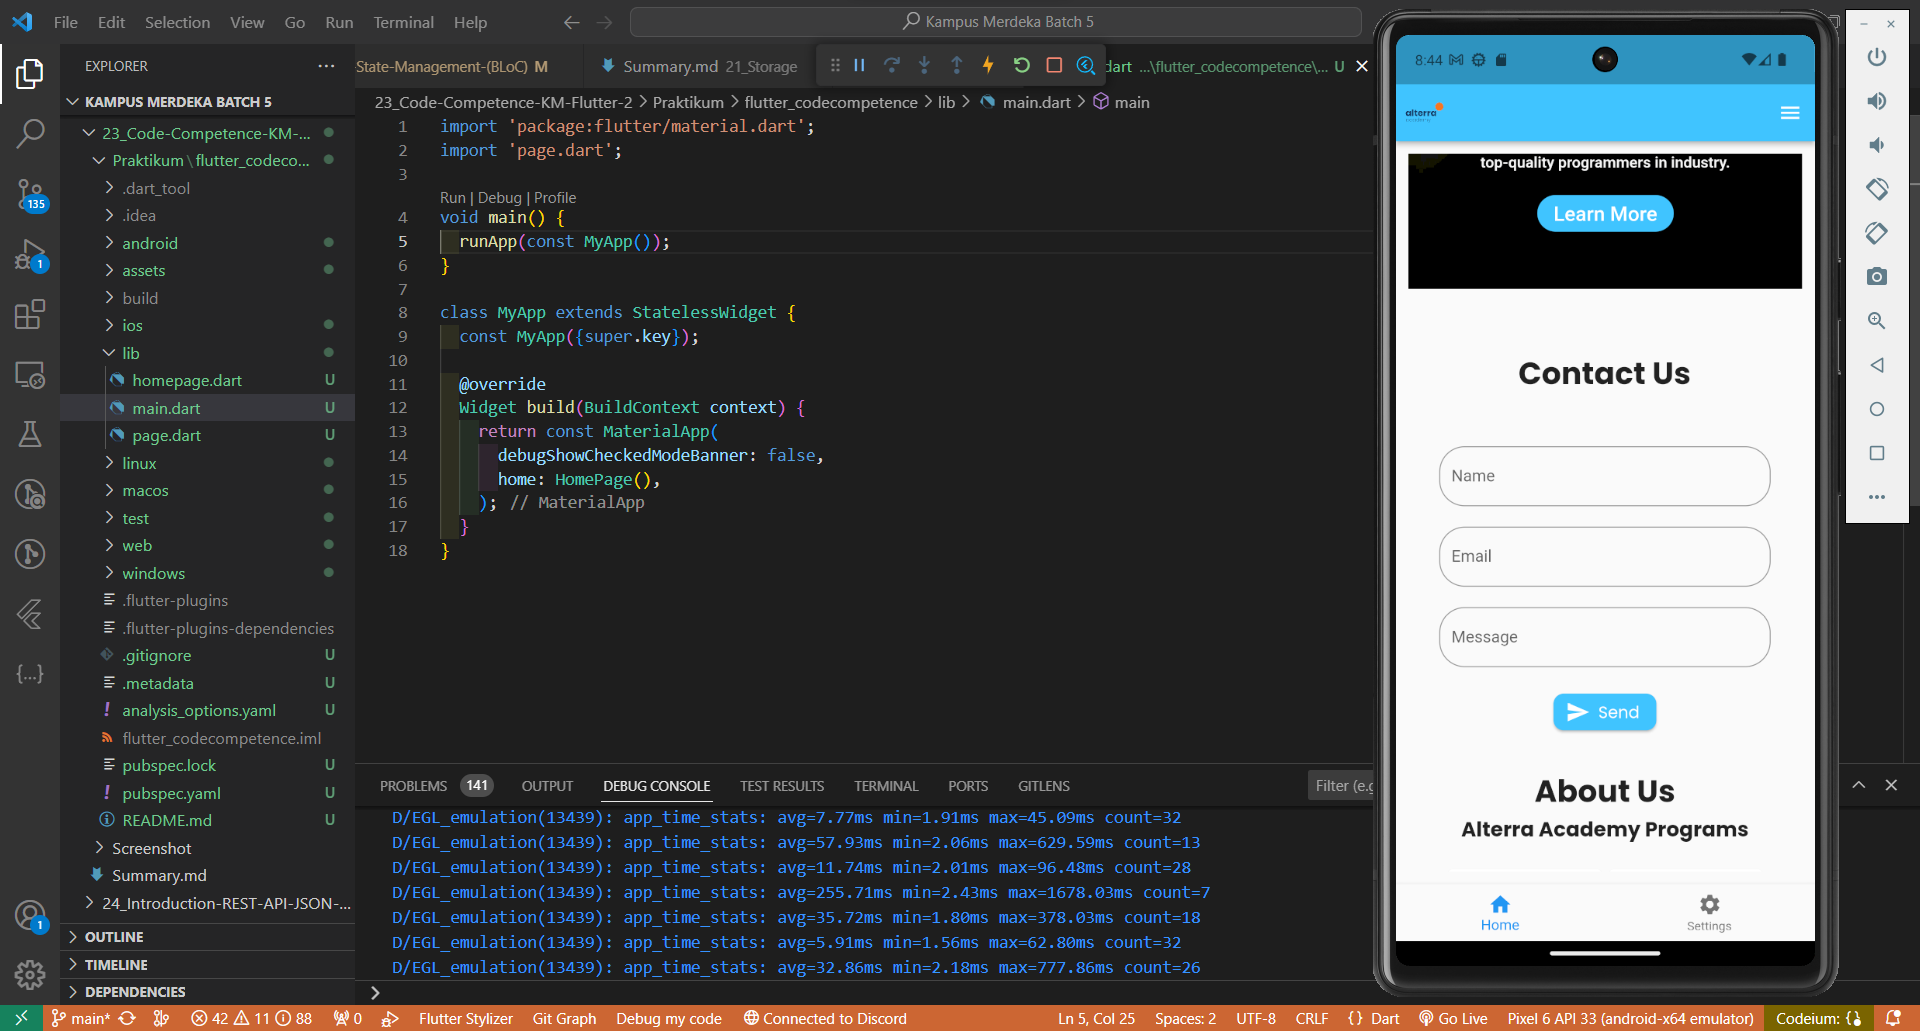 File Edit Selection View Go Run Terminal Help
Kampus Merdeka Batch 5
EXPLORER
-State-Management-(BLoC) M
Summary.md 21_Storage
dart ...\flutter_codecompetence\... U
KAMPUS MERDEKA BATCH 5
23_Code-Competence-KM-...
Praktikum\flutter_codeco...
.dart_tool
.idea
android
assets
build
ios
lib
homepage.dart U
main.dart U
page.dart U
linux
macos
test
web
windows
.flutter-plugins
.flutter-plugins-dependencies
.gitignore U
.metadata U
analysis_options.yaml U
flutter_codecompetence.iml
pubspec.lock U
pubspec.yaml U
README.md U
Screenshot
Summary.md
24_Introduction-REST-API-JSON-...
OUTLINE
TIMELINE
DEPENDENCIES
135
1
1
23_Code-Competence-KM-Flutter-2 > Praktikum > flutter_codecompetence > lib > main.dart > main
1 import 'package:flutter/material.dart';
2 import 'page.dart';
3
Run | Debug | Profile
4 void main() {
5 runApp(const MyApp());
6 }
7
8 class MyApp extends StatelessWidget {
9 const MyApp({super.key});
10
11 @override
12 Widget build(BuildContext context) {
13 return const MaterialApp(
14 debugShowCheckedModeBanner: false,
15 home: HomePage(),
16 ); // MaterialApp
17 }
18 }
PROBLEMS 141 OUTPUT DEBUG CONSOLE TEST RESULTS TERMINAL PORTS GITLENS
Filter (e.g
D/EGL_emulation(13439): app_time_stats: avg=7.77ms min=1.91ms max=45.09ms count=32
D/EGL_emulation(13439): app_time_stats: avg=57.93ms min=2.06ms max=629.59ms count=13
D/EGL_emulation(13439): app_time_stats: avg=11.74ms min=2.01ms max=96.48ms count=28
D/EGL_emulation(13439): app_time_stats: avg=255.71ms min=2.43ms max=1678.03ms count=7
D/EGL_emulation(13439): app_time_stats: avg=35.72ms min=1.80ms max=378.03ms count=18
D/EGL_emulation(13439): app_time_stats: avg=5.91ms min=1.56ms max=62.80ms count=32
D/EGL_emulation(13439): app_time_stats: avg=32.86ms min=2.18ms max=777.86ms count=26
8:44
alterra
academy
top-quality programmers in industry.
Learn More
Contact Us
Name
Email
Message
Send
About Us
Alterra Academy Programs
Home
Settings
main* 42 11 88 0 Flutter Stylizer Git Graph Debug my code Connected to Discord Ln 5, Col 25 Spaces: 2 UTF-8 CRLF {} Dart Go Live Pixel 6 API 33 (android-x64 emulator) Codeium: {}